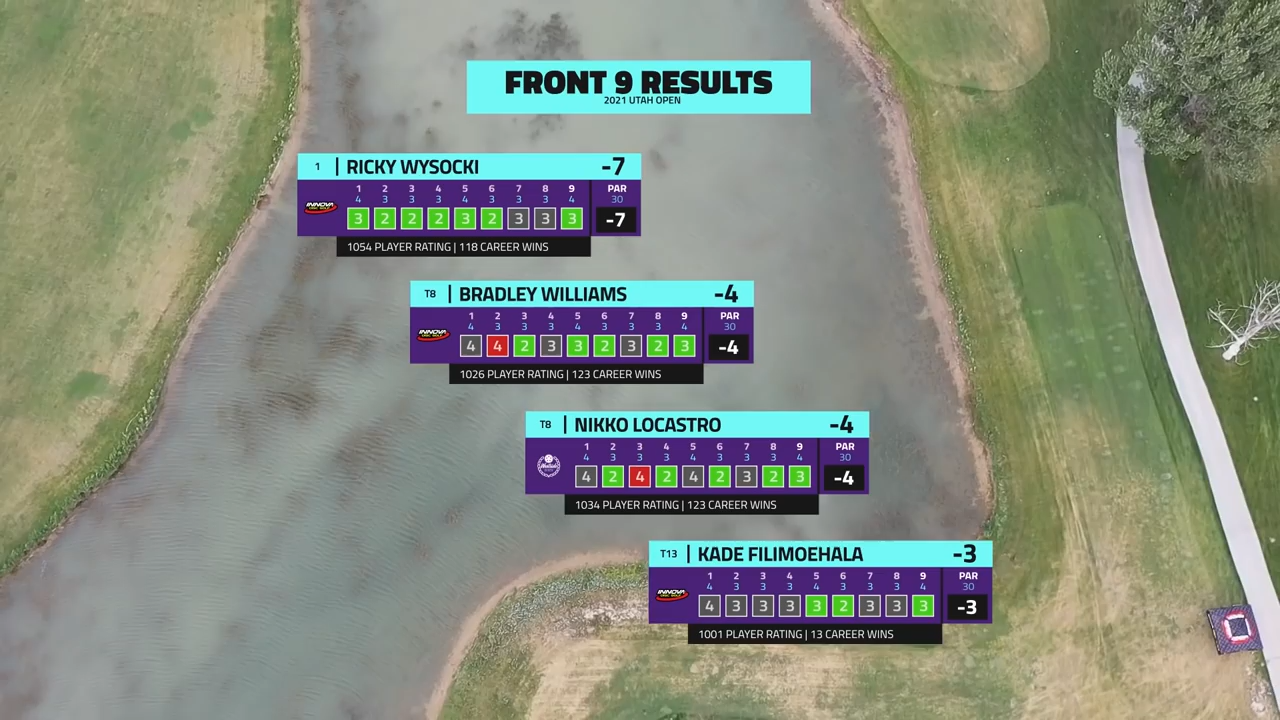 FRONT 9 RESULTS
2021 UTAH OPEN
1 | RICKY WYSOCKI -7
1 2 3 4 5 6 7 8 9 PAR
4 3 3 3 4 3 3 3 4 30
INNOVA 3 2 2 2 3 2 3 3 3 -7
1054 PLAYER RATING | 118 CAREER WINS
T8 | BRADLEY WILLIAMS -4
1 2 3 4 5 6 7 8 9 PAR
4 3 3 3 4 3 3 3 4 30
INNOVA 4 4 2 3 3 2 3 2 3 -4
1026 PLAYER RATING | 123 CAREER WINS
T8 | NIKKO LOCASTRO -4
1 2 3 4 5 6 7 8 9 PAR
4 3 3 3 4 3 3 3 4 30
4 2 4 2 4 2 3 2 3 -4
1034 PLAYER RATING | 123 CAREER WINS
T13 | KADE FILIMOEHALA -3
1 2 3 4 5 6 7 8 9 PAR
4 3 3 3 4 3 3 3 4 30
INNOVA 4 3 3 3 3 2 3 3 3 -3
1001 PLAYER RATING | 13 CAREER WINS